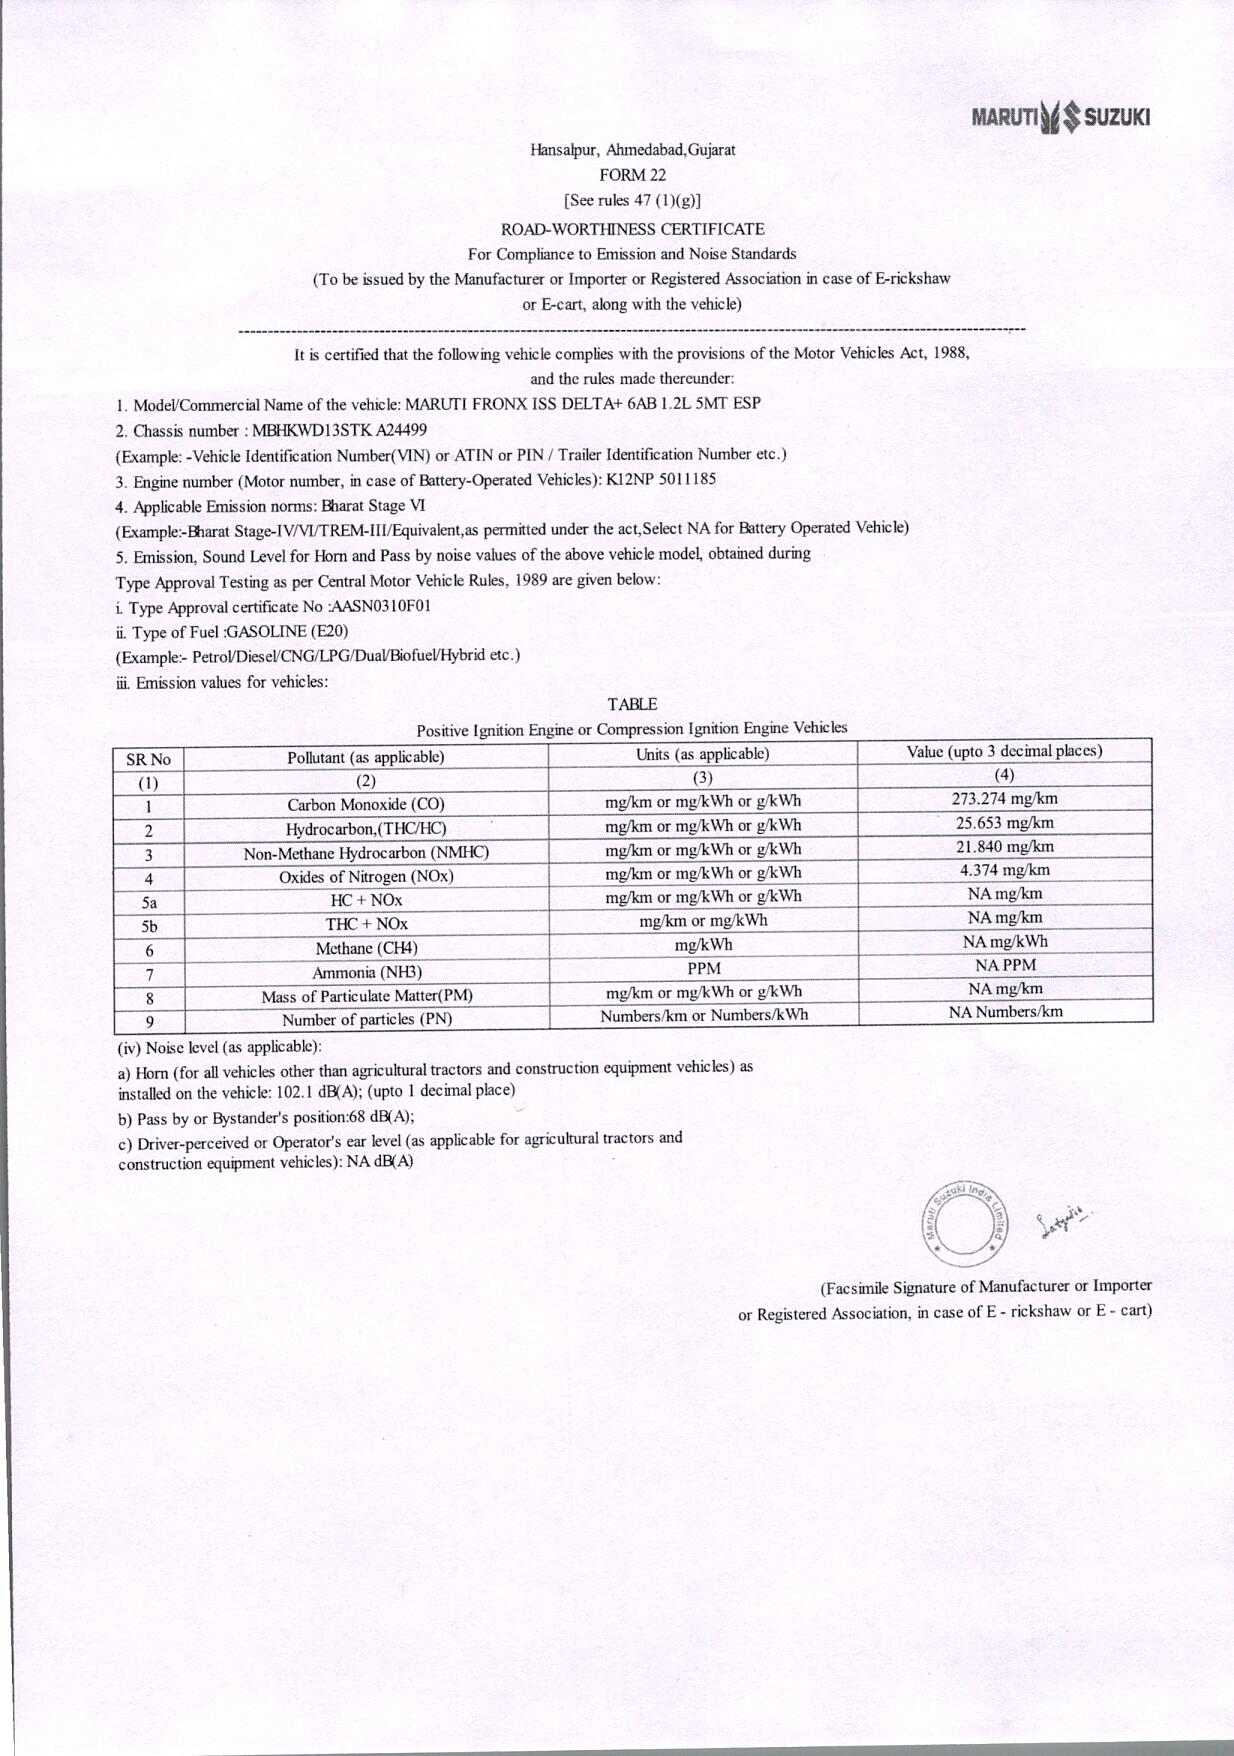 MARUTI SUZUKI
Hansalpur, Ahmedabad,Gujarat
FORM 22
[See rules 47 (1)(g)]
ROAD-WORTHINESS CERTIFICATE
For Compliance to Emission and Noise Standards
(To be issued by the Manufacturer or Importer or Registered Association in case of E-rickshaw
or E-cart, along with the vehicle)
It is certified that the following vehicle complies with the provisions of the Motor Vehicles Act, 1988,
and the rules made thereunder:
1. Model/Commercial Name of the vehicle: MARUTI FRONX ISS DELTA+ 6AB 1.2L 5MT ESP
2. Chassis number : MBHKWD13STK A24499
(Example: -Vehicle Identification Number(VIN) or ATIN or PIN / Trailer Identification Number etc.)
3. Engine number (Motor number, in case of Battery-Operated Vehicles): K12NP 5011185
4. Applicable Emission norms: Bharat Stage VI
(Example:-Bharat Stage-IV/VI/TREM-III/Equivalent,as permitted under the act,Select NA for Battery Operated Vehicle)
5. Emission, Sound Level for Horn and Pass by noise values of the above vehicle model, obtained during
Type Approval Testing as per Central Motor Vehicle Rules, 1989 are given below:
i. Type Approval certificate No :AASN0310F01
ii. Type of Fuel :GASOLINE (E20)
(Example:- Petrol/Diesel/CNG/LPG/Dual/Biofuel/Hybrid etc.)
iii. Emission values for vehicles:
TABLE
Positive Ignition Engine or Compression Ignition Engine Vehicles
SR No Pollutant (as applicable) Units (as applicable) Value (upto 3 decimal places)
(1) (2) (3) (4)
1 Carbon Monoxide (CO) mg/km or mg/kWh or g/kWh 273.274 mg/km
2 Hydrocarbon,(THC/HC) mg/km or mg/kWh or g/kWh 25.653 mg/km
3 Non-Methane Hydrocarbon (NMHC) mg/km or mg/kWh or g/kWh 21.840 mg/km
4 Oxides of Nitrogen (NOx) mg/km or mg/kWh or g/kWh 4.374 mg/km
5a HC + NOx mg/km or mg/kWh or g/kWh NA mg/km
5b THC + NOx mg/km or mg/kWh NA mg/km
6 Methane (CH4) mg/kWh NA mg/kWh
7 Ammonia (NH3) PPM NA PPM
8 Mass of Particulate Matter(PM) mg/km or mg/kWh or g/kWh NA mg/km
9 Number of particles (PN) Numbers/km or Numbers/kWh NA Numbers/km
(iv) Noise level (as applicable):
a) Horn (for all vehicles other than agricultural tractors and construction equipment vehicles) as
installed on the vehicle: 102.1 dB(A); (upto 1 decimal place)
b) Pass by or Bystander's position:68 dB(A);
c) Driver-perceived or Operator's ear level (as applicable for agricultural tractors and
construction equipment vehicles): NA dB(A)
Maruti Suzuki India Limited
(Facsimile Signature of Manufacturer or Importer
or Registered Association, in case of E - rickshaw or E - cart)